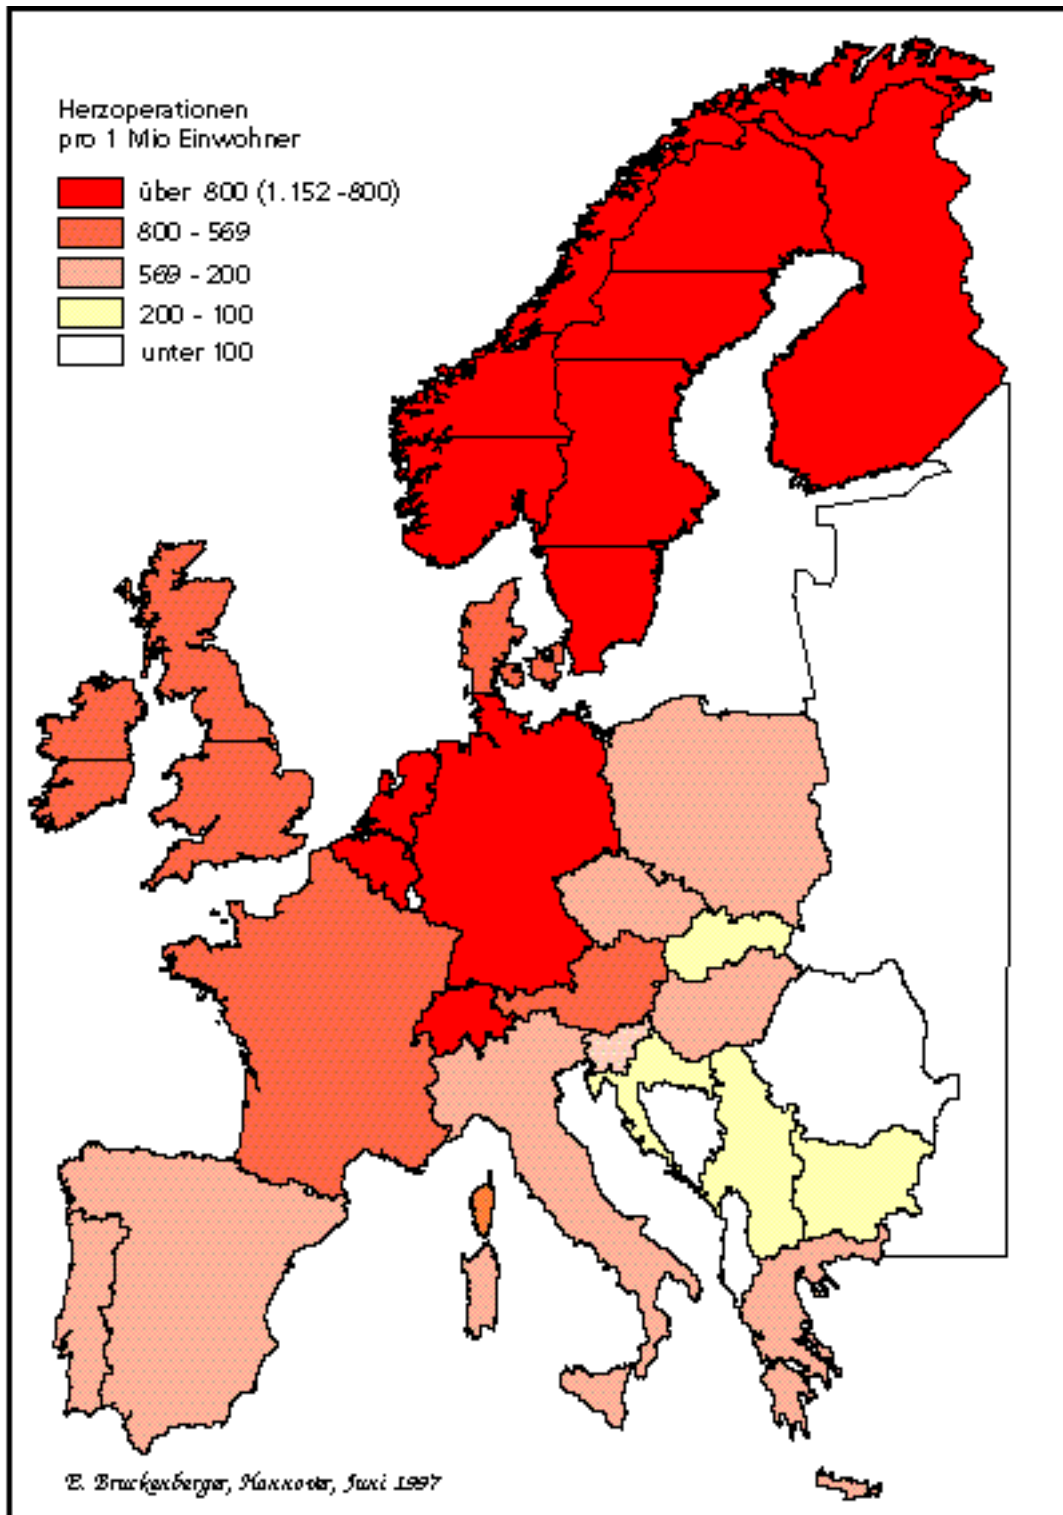 Herzoperationen
pro 1 Mio Einwohner
über 800 (1.152 -800)
800 - 569
569 - 200
200 - 100
unter 100
E. Bruckenberger, Hannover, Juni 1997